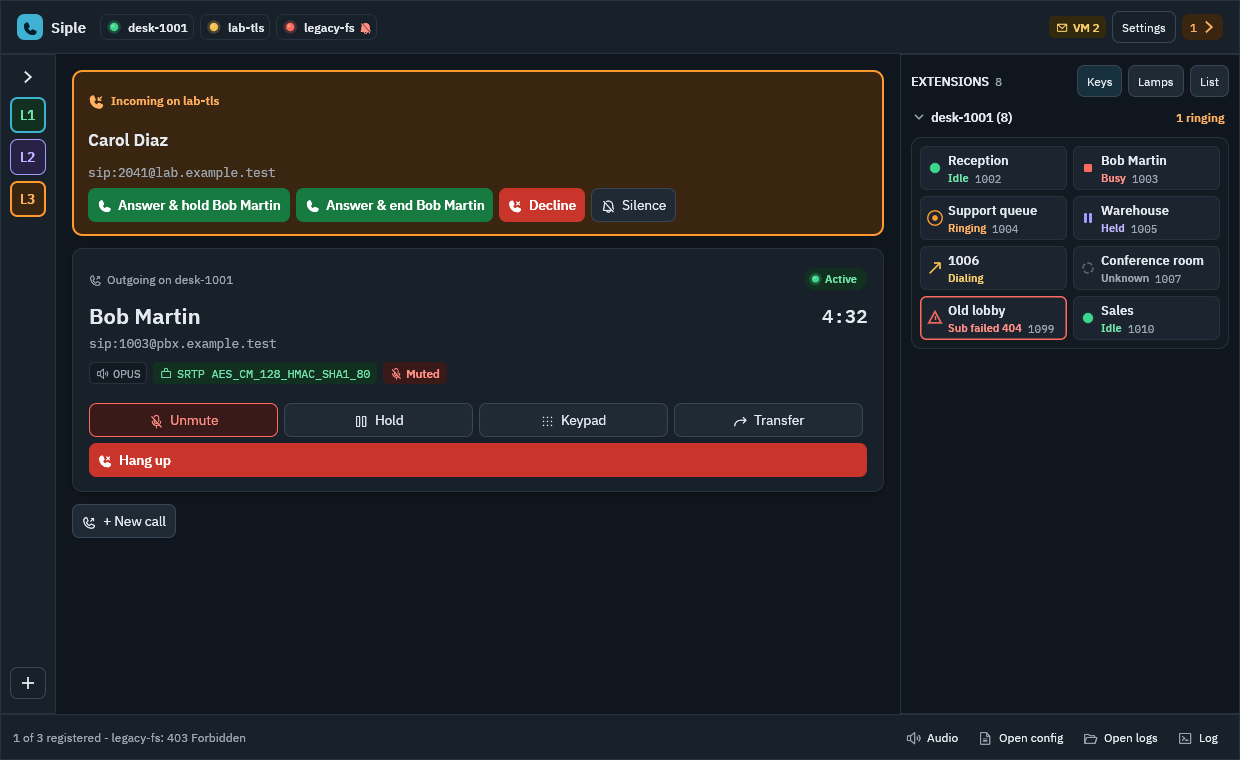 Siple desk-1001 lab-tls legacy-fs VM 2 Settings 1
L1
L2
L3
Incoming on lab-tls
Carol Diaz
sip:2041@lab.example.test
Answer & hold Bob Martin Answer & end Bob Martin Decline Silence
Outgoing on desk-1001 Active
Bob Martin 4:32
sip:1003@pbx.example.test
OPUS SRTP AES_CM_128_HMAC_SHA1_80 Muted
Unmute Hold Keypad Transfer
Hang up
+ New call
EXTENSIONS 8 Keys Lamps List
desk-1001 (8) 1 ringing
Reception
Idle 1002
Bob Martin
Busy 1003
Support queue
Ringing 1004
Warehouse
Held 1005
1006
Dialing
Conference room
Unknown 1007
Old lobby
Sub failed 404 1099
Sales
Idle 1010
+
1 of 3 registered - legacy-fs: 403 Forbidden Audio Open config Open logs Log